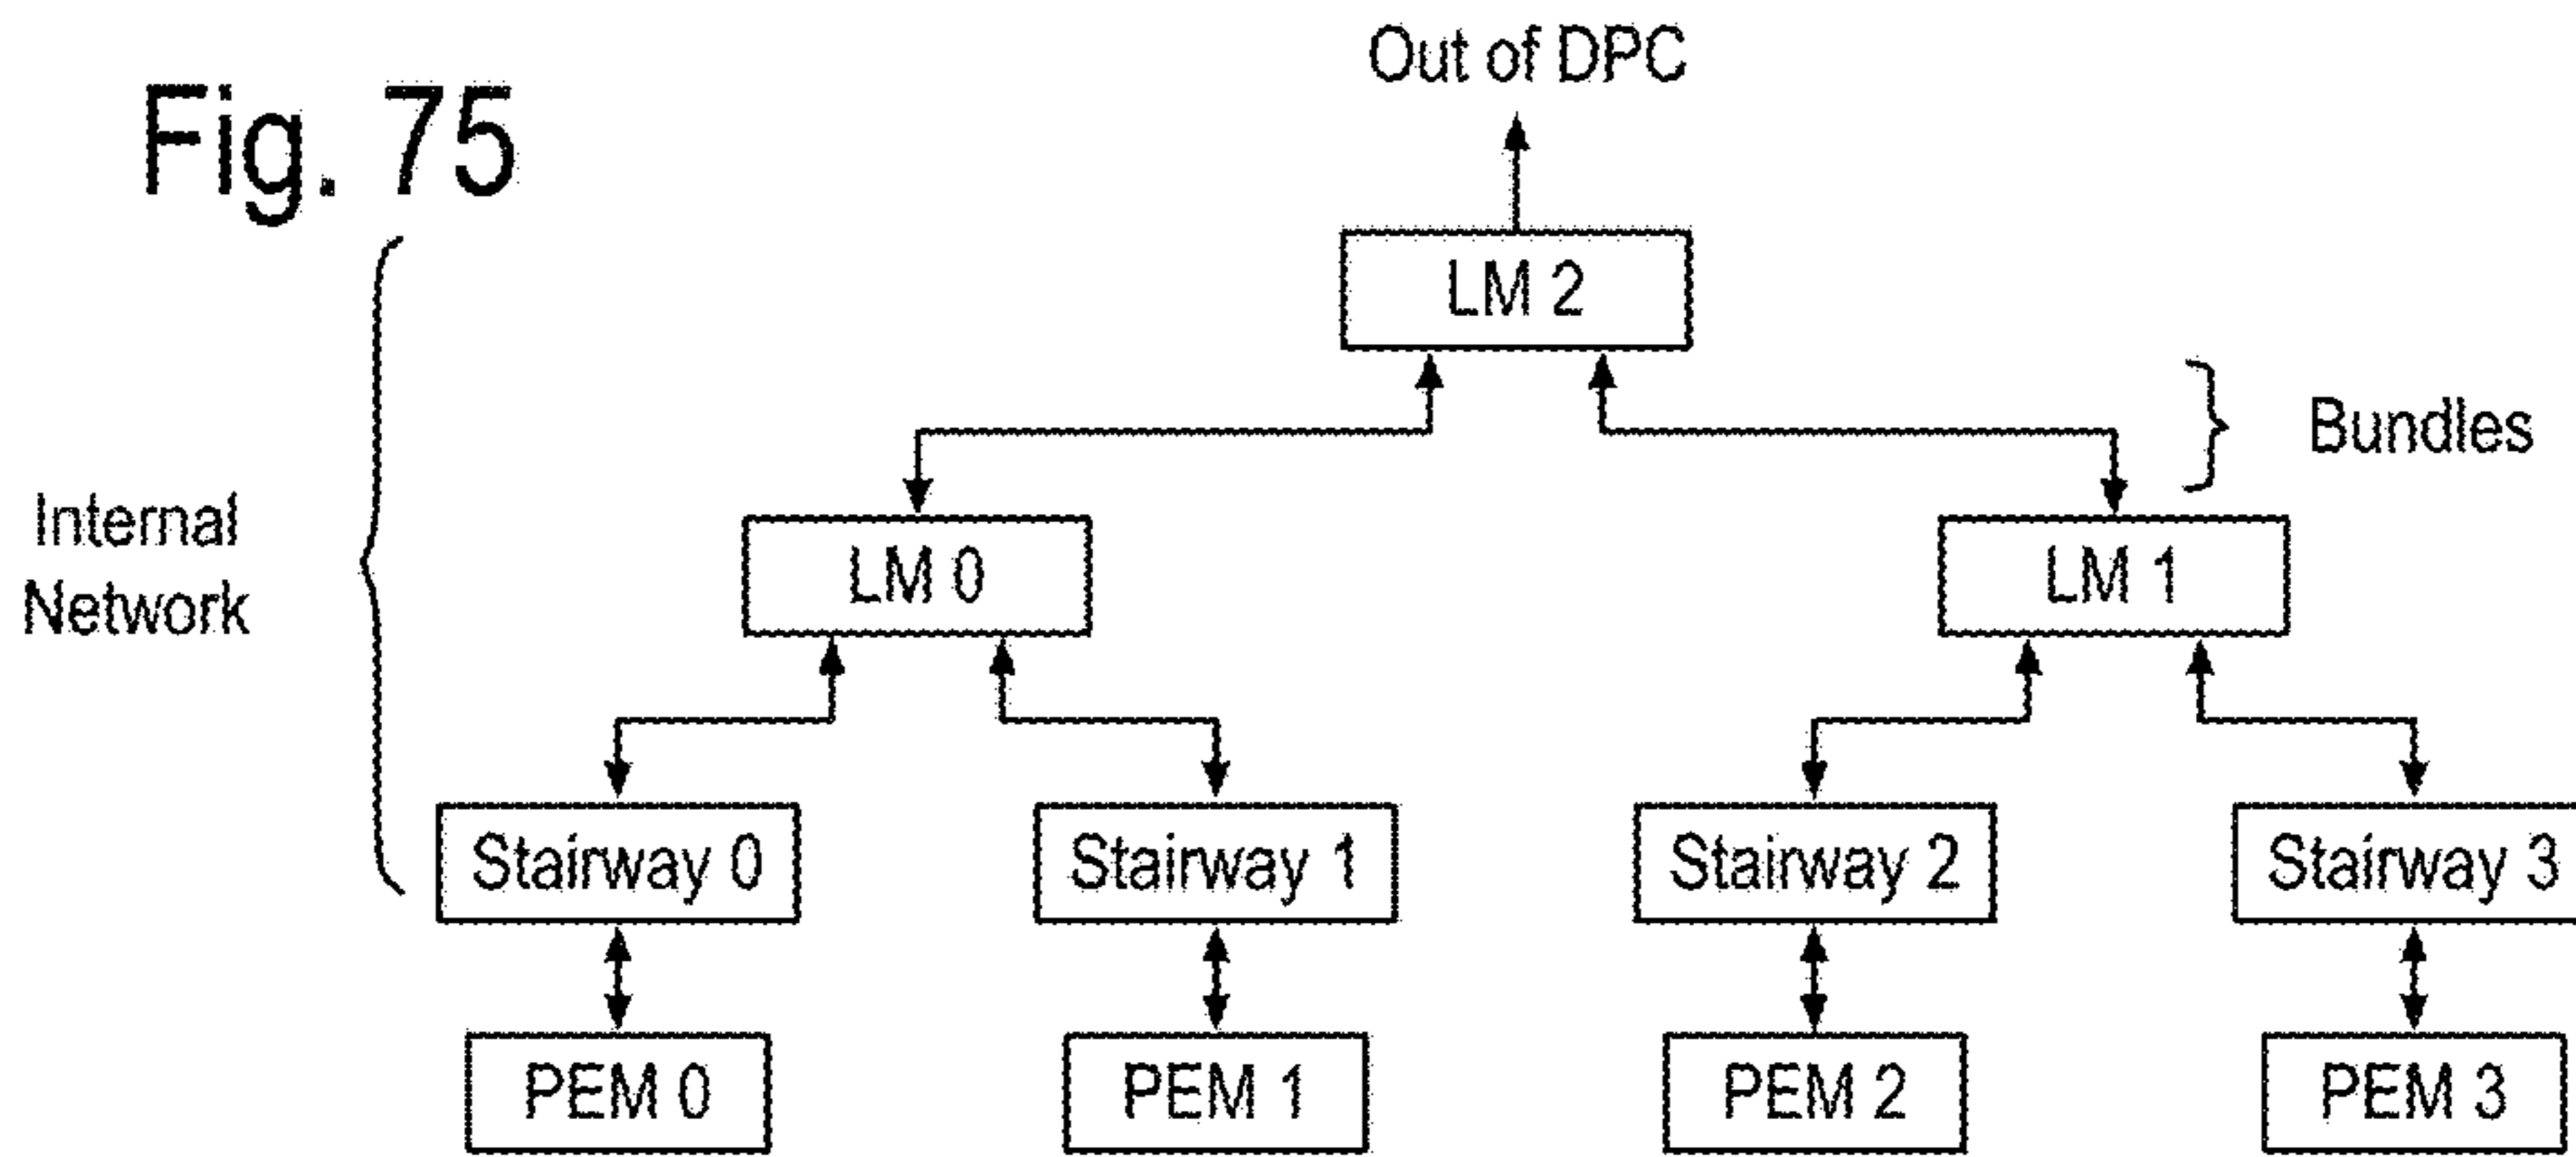 Fig. 75
Out of DPC
LM 2
Bundles
Internal
Network
LM 0
LM 1
Stairway 0
Stairway 1
Stairway 2
Stairway 3
PEM 0
PEM 1
PEM 2
PEM 3